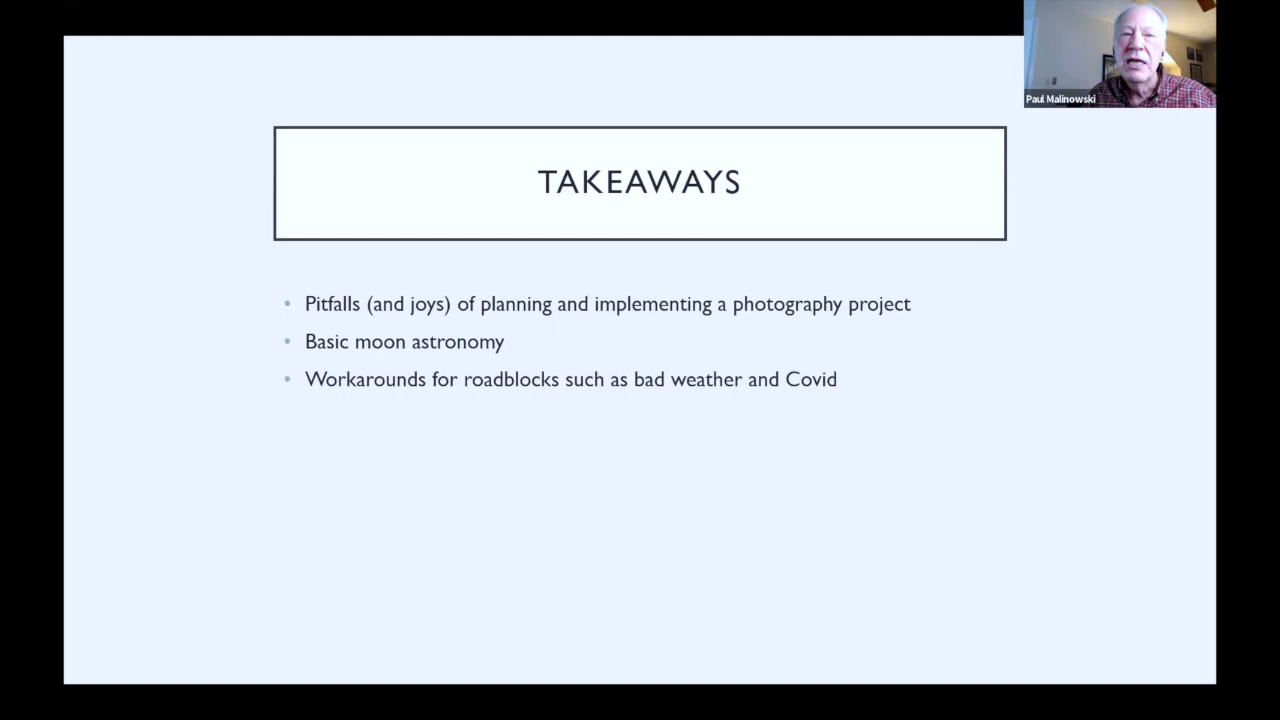 Paul Malinowski
TAKEAWAYS
• Pitfalls (and joys) of planning and implementing a photography project
• Basic moon astronomy
• Workarounds for roadblocks such as bad weather and Covid